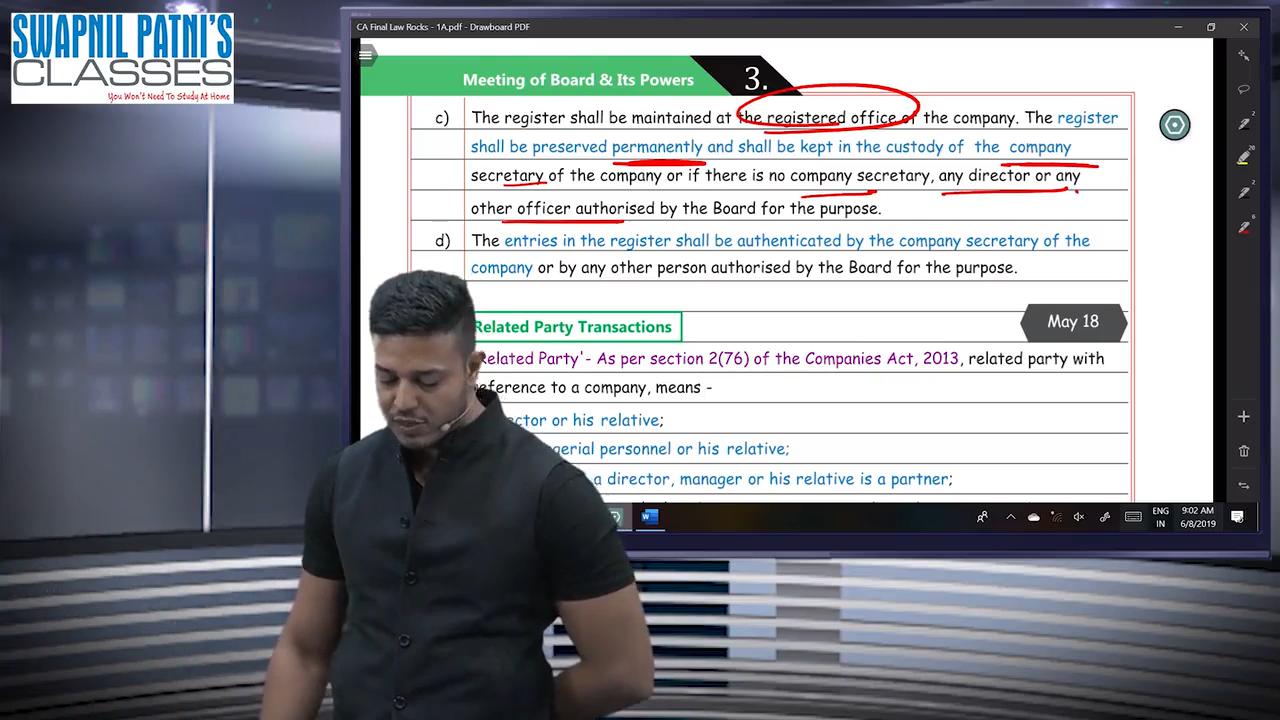 SWAPNIL PATNI'S
CLASSES
You Won't Need To Study At Home
CA Final Law Rocks - 1A.pdf - Drawboard PDF
Meeting of Board & Its Powers 3.
c) The register shall be maintained at the registered office of the company. The register
shall be preserved permanently and shall be kept in the custody of the company
secretary of the company or if there is no company secretary, any director or any
other officer authorised by the Board for the purpose.
d) The entries in the register shall be authenticated by the company secretary of the
company or by any other person authorised by the Board for the purpose.
Related Party Transactions
May 18
Related Party'- As per section 2(76) of the Companies Act, 2013, related party with
reference to a company, means -
or his relative;
personnel or his relative;
a director, manager or his relative is a partner;
ENG
IN
9:02 AM
6/8/2019